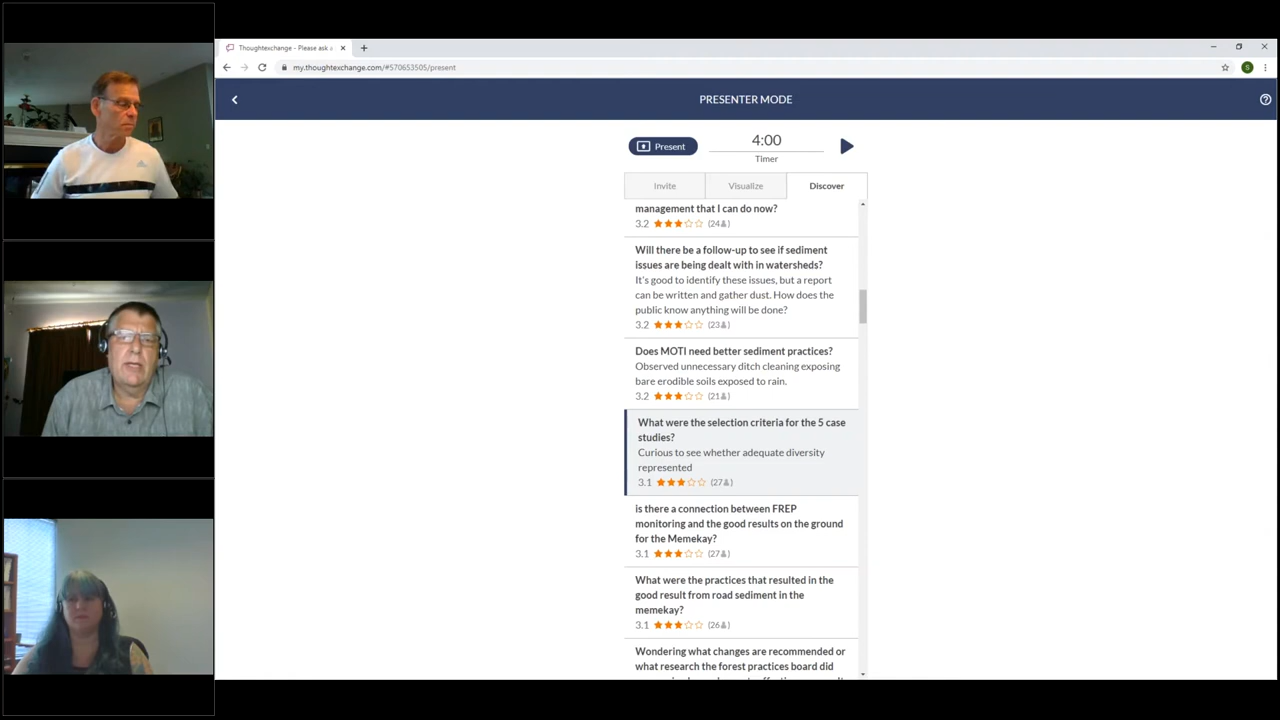 Thoughtexchange - Please ask a
my.thoughtexchange.com/#570653505/present
S
PRESENTER MODE
Present
4:00
Timer
Invite
Visualize
Discover
management that I can do now?
3.2 (24)
Will there be a follow-up to see if sediment
issues are being dealt with in watersheds?
It's good to identify these issues, but a report
can be written and gather dust. How does the
public know anything will be done?
3.2 (23)
Does MOTI need better sediment practices?
Observed unnecessary ditch cleaning exposing
bare erodible soils exposed to rain.
3.2 (21)
What were the selection criteria for the 5 case
studies?
Curious to see whether adequate diversity
represented
3.1 (27)
is there a connection between FREP
monitoring and the good results on the ground
for the Memekay?
3.1 (27)
What were the practices that resulted in the
good result from road sediment in the
memekay?
3.1 (26)
Wondering what changes are recommended or
what research the forest practices board did